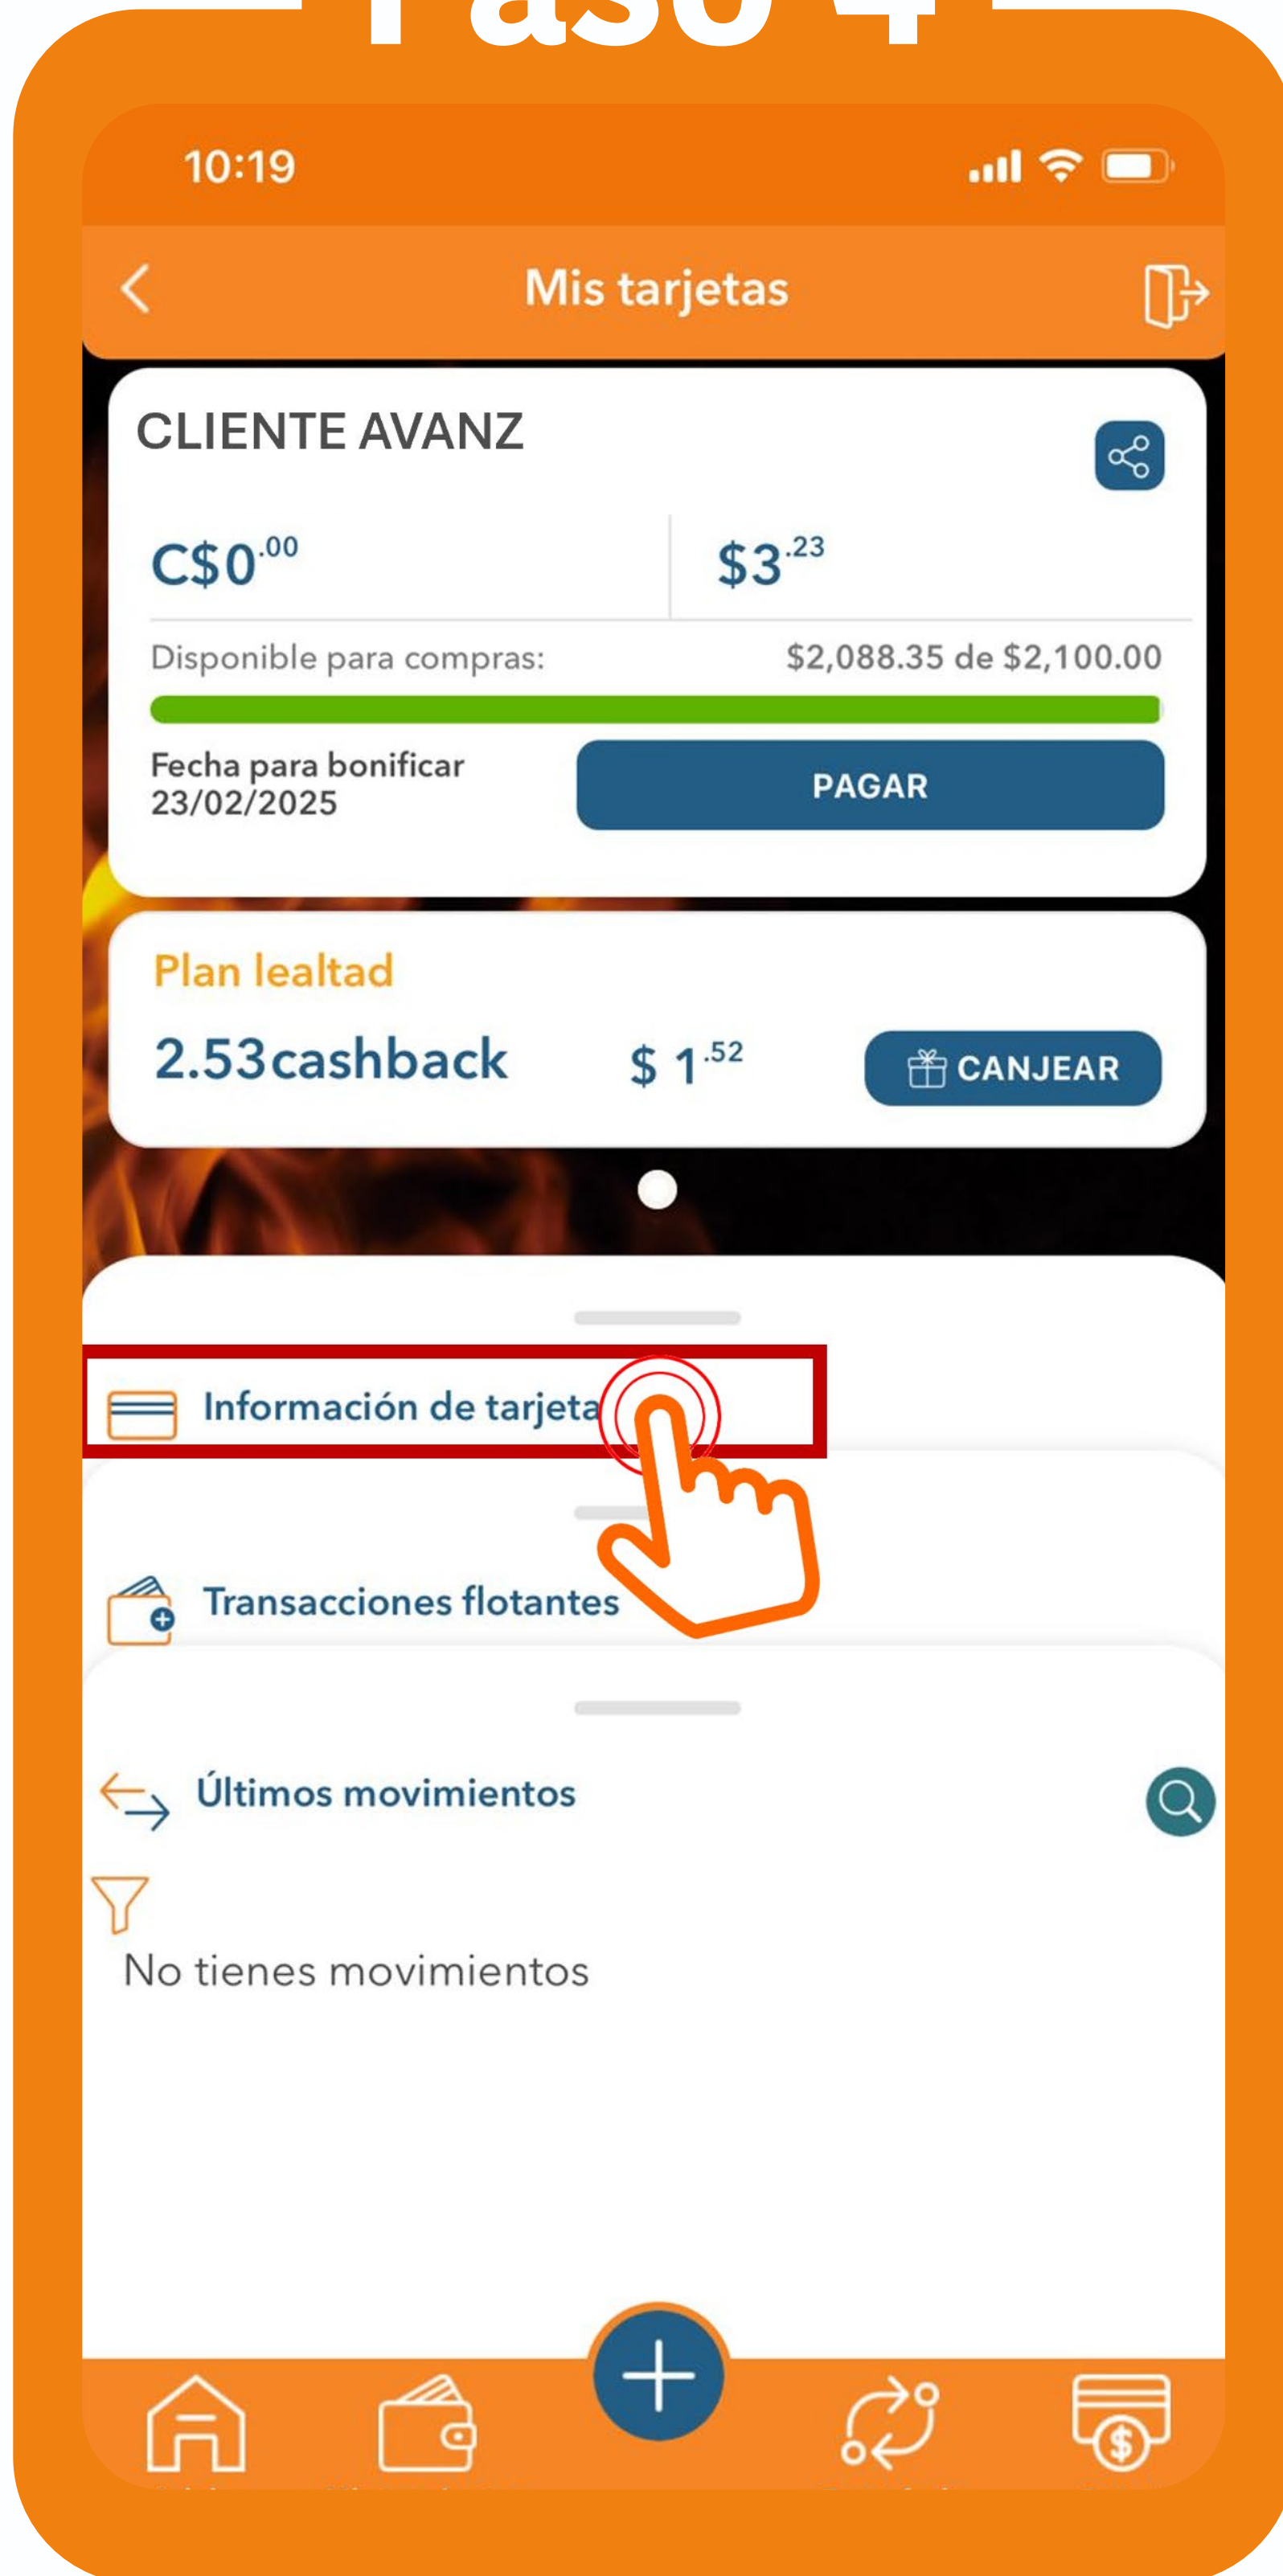 Paso 4
10:19
Mis tarjetas
CLIENTE AVANZ
C$0.00 $3.23
Disponible para compras: $2,088.35 de $2,100.00
Fecha para bonificar
23/02/2025
PAGAR
Plan lealtad
2.53cashback $ 1.52 CANJEAR
Información de tarjeta
Transacciones flotantes
Últimos movimientos
No tienes movimientos